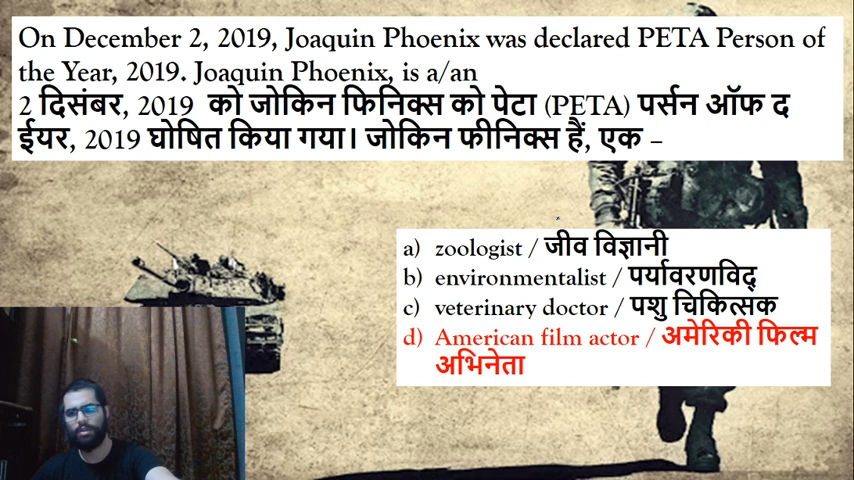 On December 2, 2019, Joaquin Phoenix was declared PETA Person of
the Year, 2019. Joaquin Phoenix, is a/an
2 दिसंबर, 2019 को जोकिन फिनिक्स को पेटा (PETA) पर्सन ऑफ द
ईयर, 2019 घोषित किया गया। जोकिन फीनिक्स हैं, एक –
a) zoologist / जीव विज्ञानी
b) environmentalist / पर्यावरणविद्
c) veterinary doctor / पशु चिकित्सक
d) American film actor / अमेरिकी फिल्म
अभिनेता